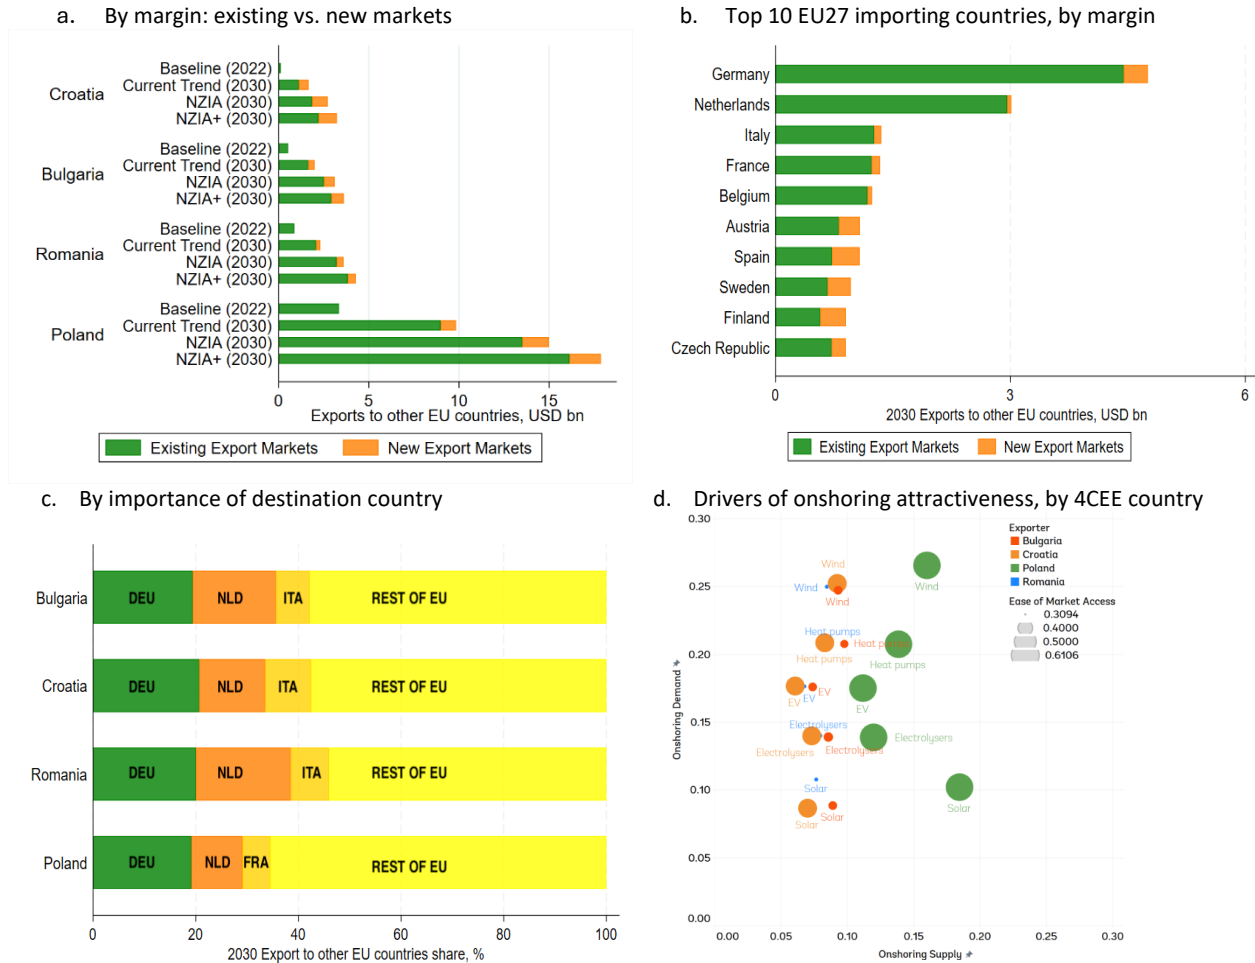 a. By margin: existing vs. new markets
Croatia
Baseline (2022)
Current Trend (2030)
NZIA (2030)
NZIA+ (2030)
Bulgaria
Baseline (2022)
Current Trend (2030)
NZIA (2030)
NZIA+ (2030)
Romania
Baseline (2022)
Current Trend (2030)
NZIA (2030)
NZIA+ (2030)
Poland
Baseline (2022)
Current Trend (2030)
NZIA (2030)
NZIA+ (2030)
0 5 10 15
Exports to other EU countries, USD bn
Existing Export Markets New Export Markets
b. Top 10 EU27 importing countries, by margin
Germany
Netherlands
Italy
France
Belgium
Austria
Spain
Sweden
Finland
Czech Republic
0 3 6
2030 Exports to other EU countries, USD bn
Existing Export Markets New Export Markets
c. By importance of destination country
Bulgaria DEU NLD ITA REST OF EU
Croatia DEU NLD ITA REST OF EU
Romania DEU NLD ITA REST OF EU
Poland DEU NLD FRA REST OF EU
0 20 40 60 80 100
2030 Export to other EU countries share, %
d. Drivers of onshoring attractiveness, by 4CEE country
Onshoring Demand
0.30
0.25
0.20
0.15
0.10
0.05
0.00
Exporter
Bulgaria
Croatia
Poland
Romania
Ease of Market Access
0.3094
0.4000
0.5000
0.6106
Wind
Wind
Wind
Wind
Heat pumps
Heat pumps
Heat pumps
Heat pumps
EV
EV
EV
EV
Electrolysers
Electrolysers
Electrolysers
Electrolysers
Solar
Solar
Solar
Solar
0.00 0.05 0.10 0.15 0.20 0.25 0.30
Onshoring Supply